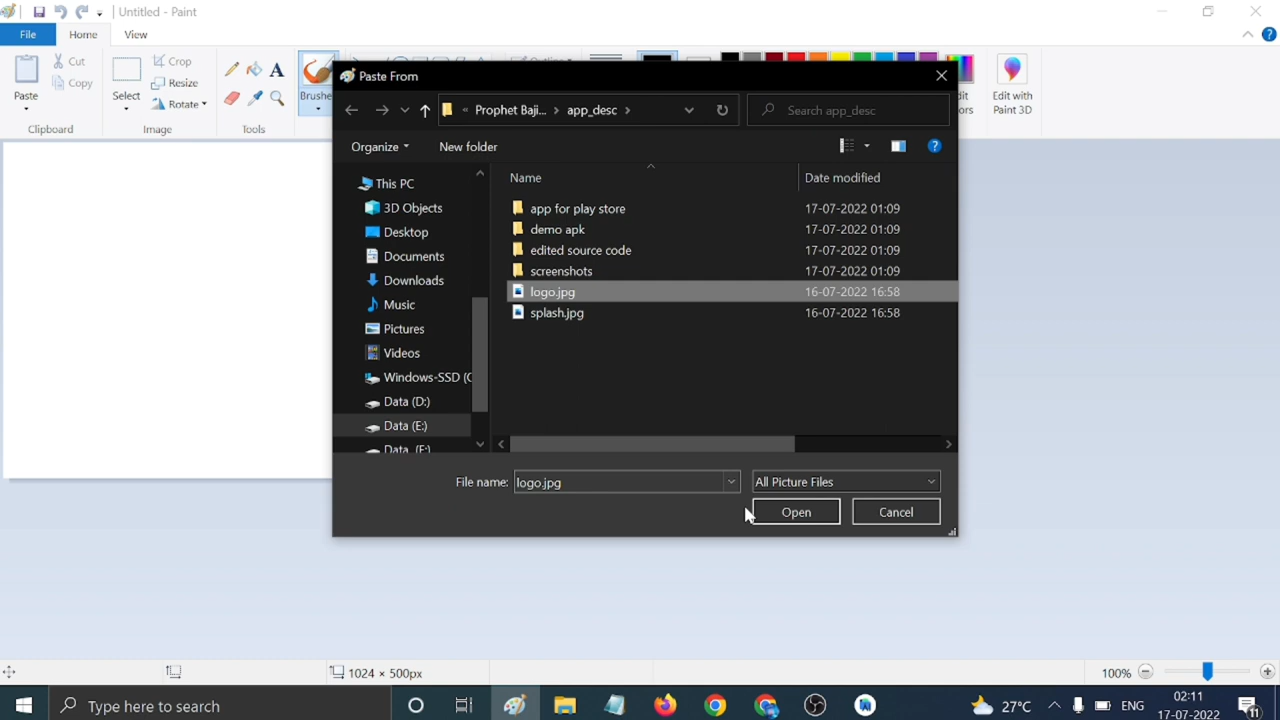 Untitled - Paint
File Home View
Paste
Cut
Copy
Clipboard
Select
Crop
Resize
Rotate
Image
Tools
Brushe
Edit with
Paint 3D
Paste From
« Prophet Baji... > app_desc >
Search app_desc
Organize New folder
This PC
3D Objects
Desktop
Documents
Downloads
Music
Pictures
Videos
Windows-SSD (C
Data (D:)
Data (E:)
Data (F:)
Name Date modified
app for play store 17-07-2022 01:09
demo apk 17-07-2022 01:09
edited source code 17-07-2022 01:09
screenshots 17-07-2022 01:09
logo.jpg 16-07-2022 16:58
splash.jpg 16-07-2022 16:58
File name: logo.jpg All Picture Files
Open Cancel
1024 × 500px 100%
Type here to search
27°C ENG
02:11
17-07-2022
11